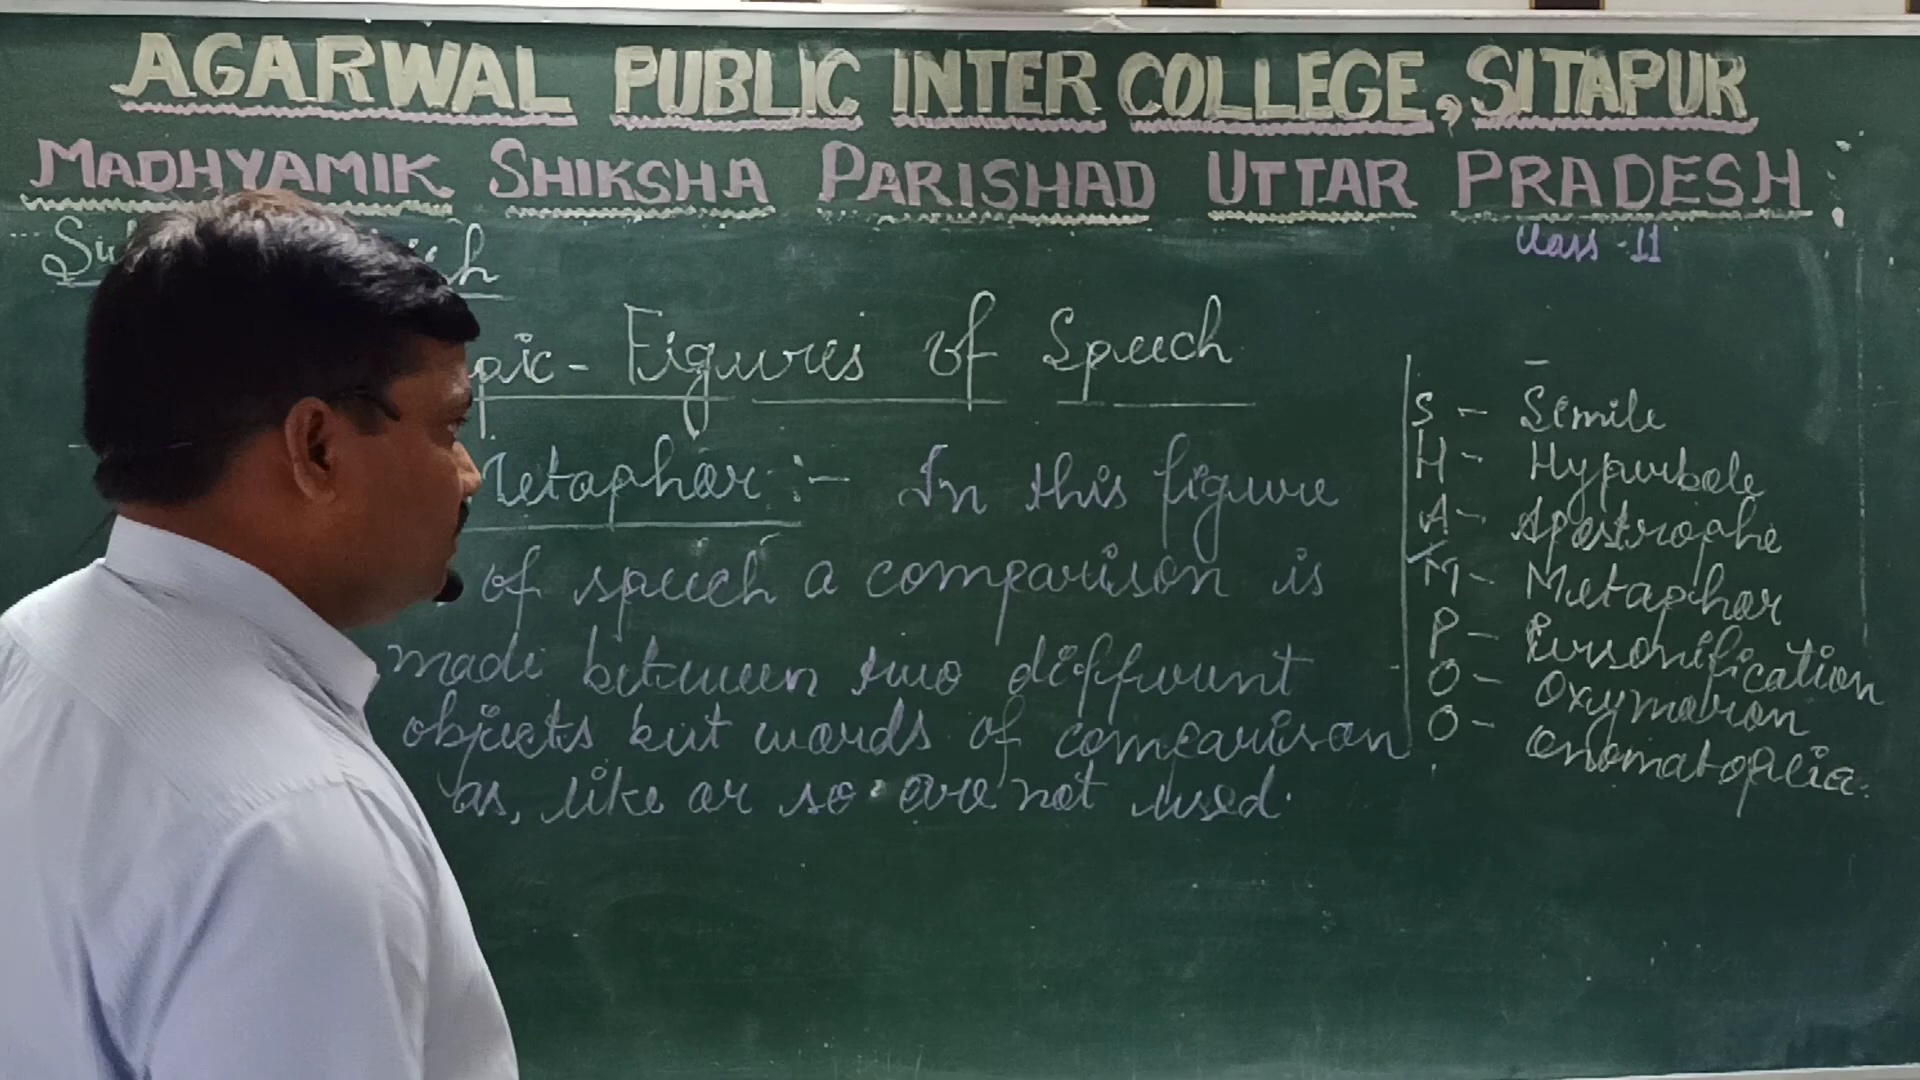 AGARWAL PUBLIC INTER COLLEGE, SITAPUR
MADHYAMIK SHIKSHA PARISHAD UTTAR PRADESH
Class - 11
Figures of Speech
Metaphor :- In this figure
of speech a comparison is
made between two different
objects but words of comparison
as, like or so are not used.
S - Simile
H - Hyperbole
A - Apostrophe
M - Metaphor
P - Personification
O - Oxymoron
O - Onomatopoeia